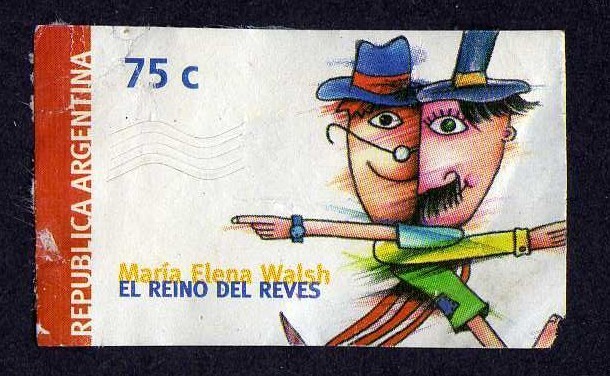 REPUBLICA ARGENTINA
75 c
María Elena Walsh
EL REINO DEL REVES